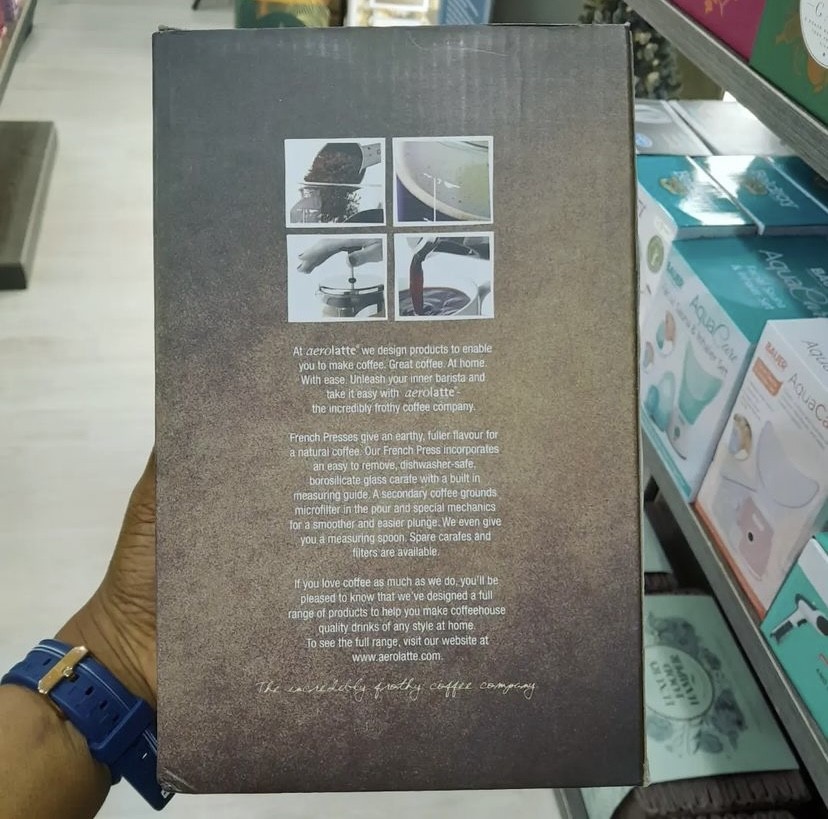 At aerolatte® we design products to enable
you to make coffee. Great coffee. At home.
With ease. Unleash your inner barista and
take it easy with aerolatte®-
the incredibly frothy coffee company.
French Presses give an earthy, fuller flavour for
a natural coffee. Our French Press incorporates
an easy to remove, dishwasher-safe,
borosilicate glass carafe with a built in
measuring guide. A secondary coffee grounds
microfilter in the pour and special mechanics
for a smoother and easier plunge. We even give
you a measuring spoon. Spare carafes and
filters are available.
If you love coffee as much as we do, you'll be
pleased to know that we've designed a full
range of products to help you make coffeehouse
quality drinks of any style at home.
To see the full range, visit our website at
www.aerolatte.com.
The incredibly frothy coffee company
BAUER
AquaCare
BAUER
AquaCa
LUXURY
FOOD
HAMPER